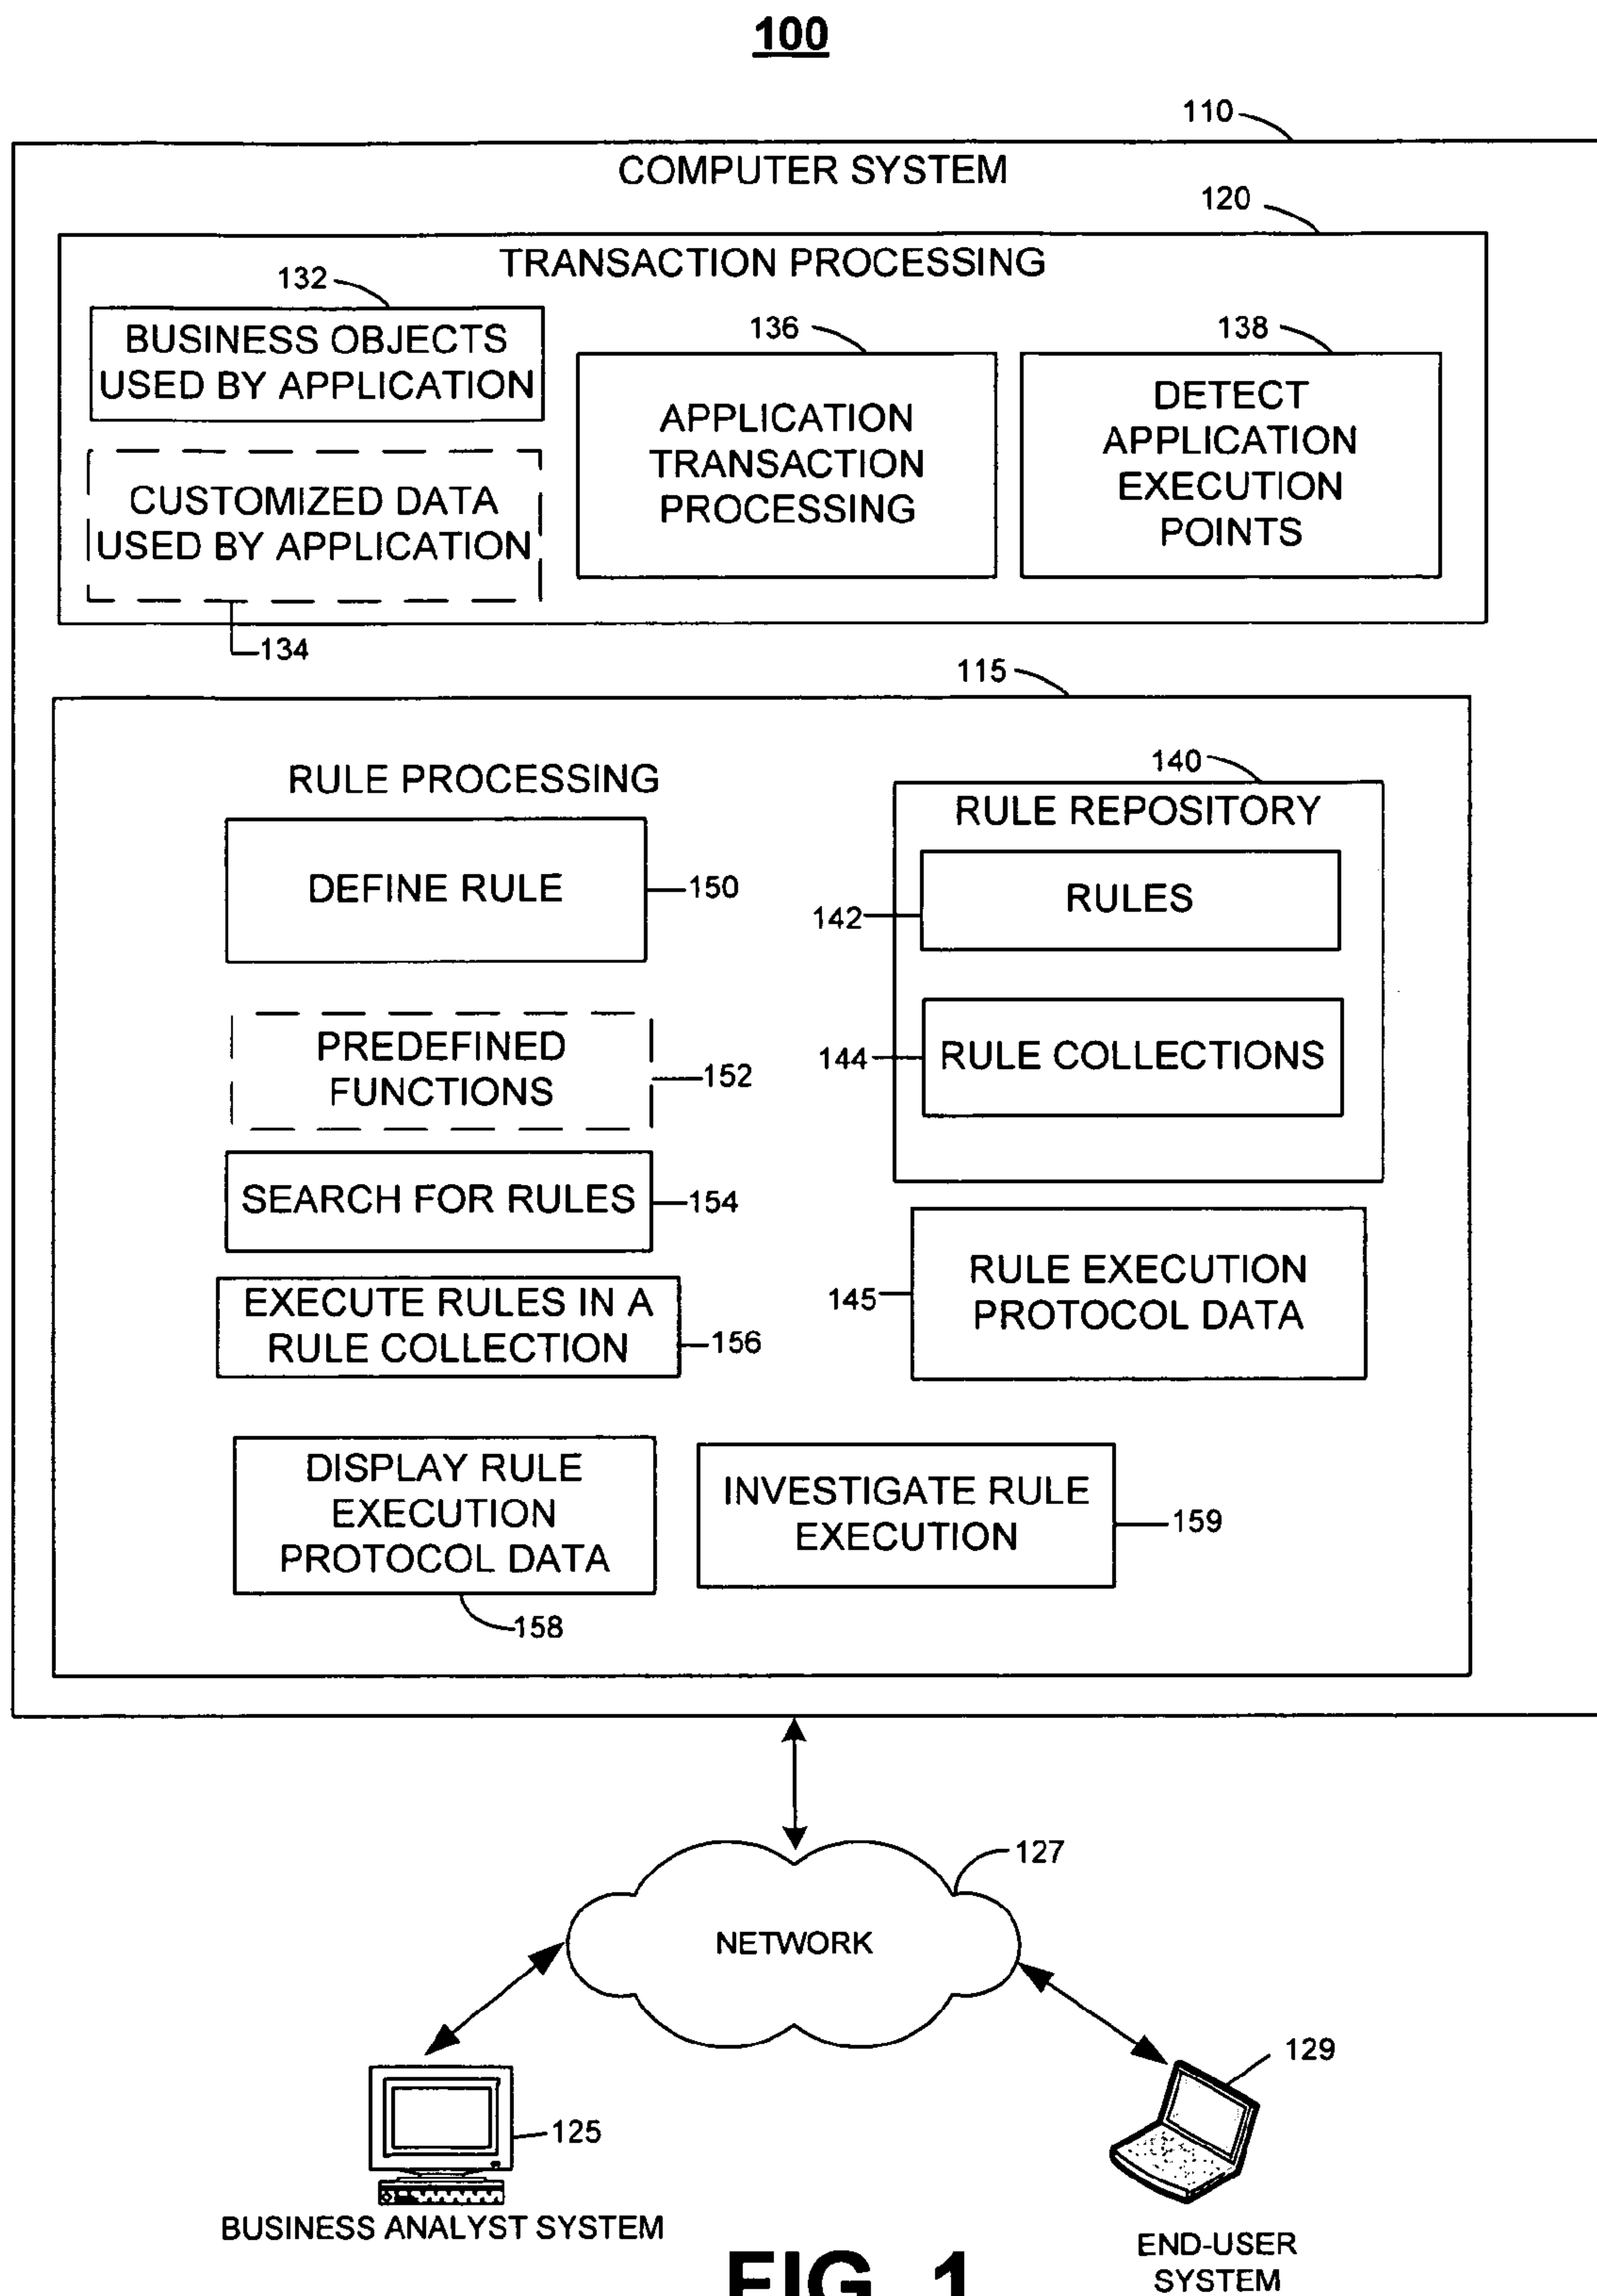 100
110
COMPUTER SYSTEM
120
TRANSACTION PROCESSING
132
BUSINESS OBJECTS
USED BY APPLICATION
136
APPLICATION
TRANSACTION
PROCESSING
138
DETECT
APPLICATION
EXECUTION
POINTS
CUSTOMIZED DATA
USED BY APPLICATION
134
115
RULE PROCESSING
140
RULE REPOSITORY
DEFINE RULE
150
RULES
142
PREDEFINED
FUNCTIONS
152
RULE COLLECTIONS
144
SEARCH FOR RULES
154
RULE EXECUTION
PROTOCOL DATA
145
EXECUTE RULES IN A
RULE COLLECTION
156
DISPLAY RULE
EXECUTION
PROTOCOL DATA
158
INVESTIGATE RULE
EXECUTION
159
127
NETWORK
129
125
BUSINESS ANALYST SYSTEM
END-USER
SYSTEM
FIG. 1